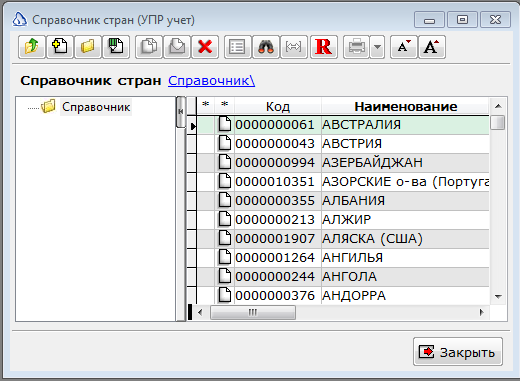 Справочник стран (УПР учет)
R A A
Справочник стран Справочник\
Справочник
* * Код Наименование
0000000061 АВСТРАЛИЯ
0000000043 АВСТРИЯ
0000000994 АЗЕРБАЙДЖАН
0000010351 АЗОРСКИЕ о-ва (Португа
0000000355 АЛБАНИЯ
0000000213 АЛЖИР
0000001907 АЛЯСКА (США)
0000001264 АНГИЛЬЯ
0000000244 АНГОЛА
0000000376 АНДОРРА
Закрыть